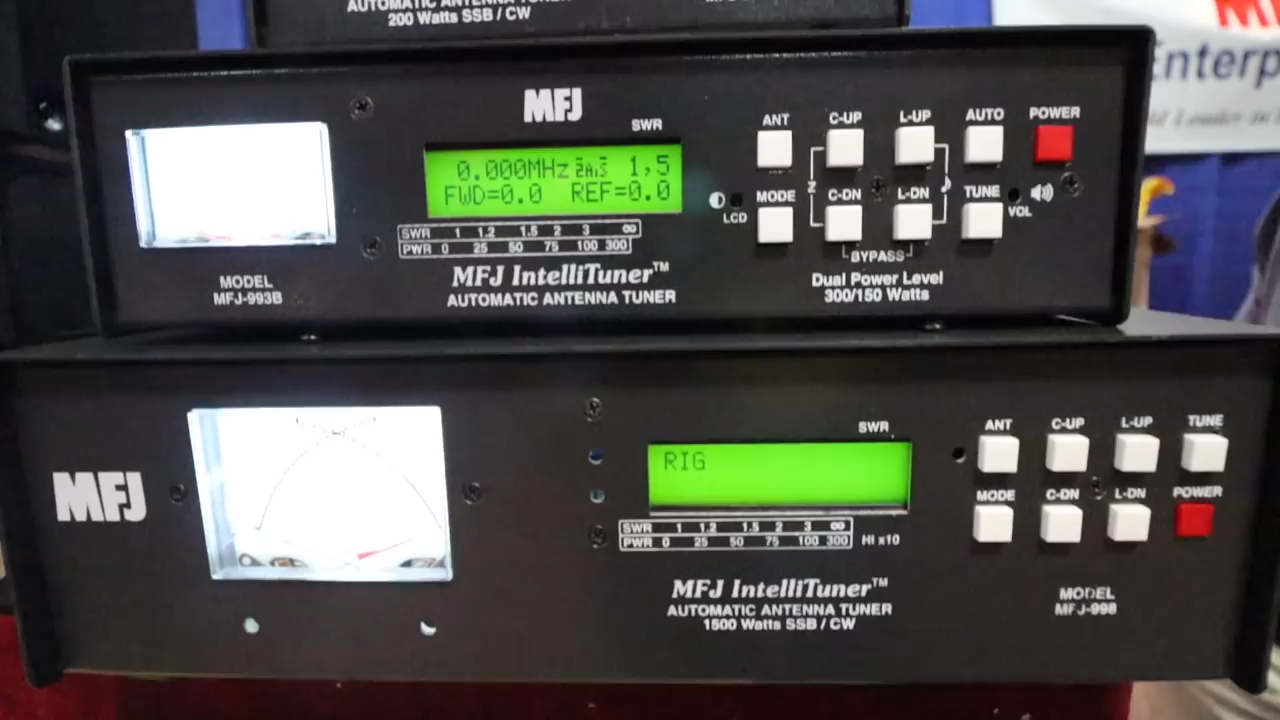 AUTOMATIC ANTENNA TUNER
200 Watts SSB / CW
Enterp
MFJ
SWR
0.000MHz 1,5
FWD=0.0 REF=0.0
SWR 1 1.2 1.5 2 3 ∞
PWR 0 25 50 75 100 300
MFJ IntelliTuner™
AUTOMATIC ANTENNA TUNER
MODEL
MFJ-993B
LCD
ANT C-UP L-UP AUTO POWER
MODE C-DN L-DN TUNE
Z
VOL
BYPASS
Dual Power Level
300/150 Watts
MFJ
SWR
RIG
SWR 1 1.2 1.5 2 3 ∞
PWR 0 25 50 75 100 300 HI x10
MFJ IntelliTuner™
AUTOMATIC ANTENNA TUNER
1500 Watts SSB / CW
ANT C-UP L-UP TUNE
MODE C-DN L-DN POWER
MODEL
MFJ-998